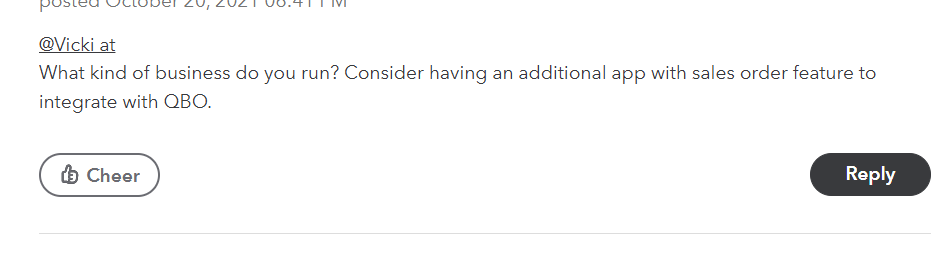 posted October 20, 2021 06:41 PM
@Vicki at
What kind of business do you run? Consider having an additional app with sales order feature to
integrate with QBO.
Cheer
Reply